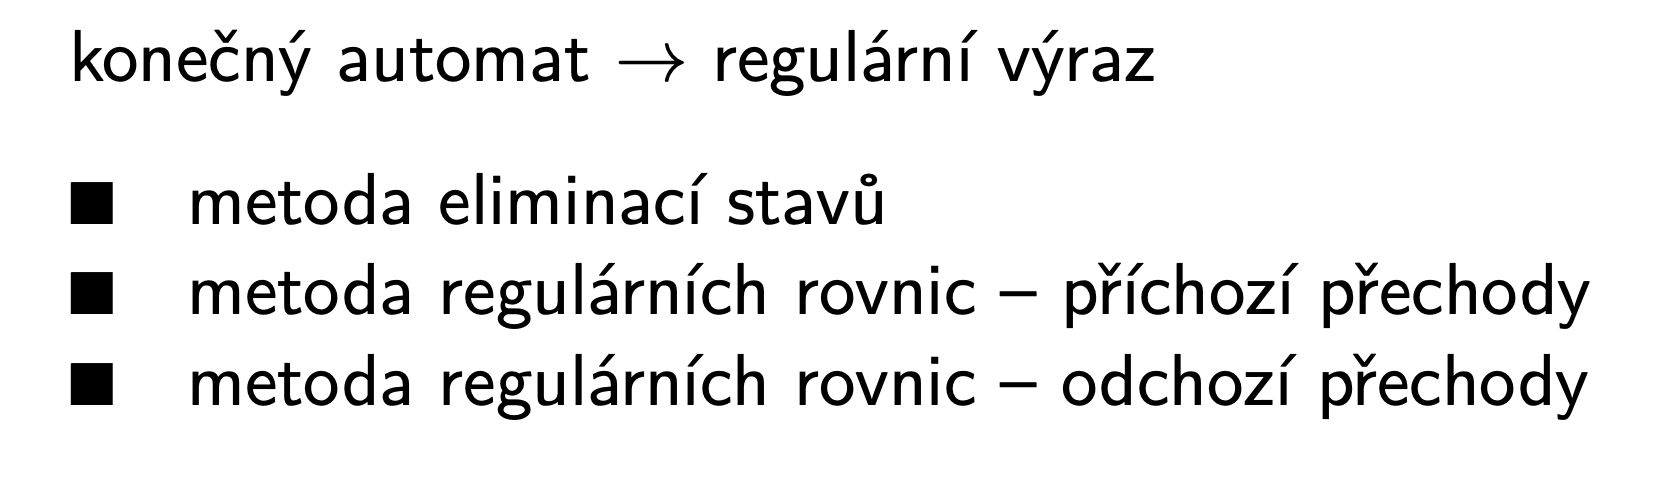 konečný automat → regulární výraz
■ metoda eliminací stavů
■ metoda regulárních rovnic – příchozí přechody
■ metoda regulárních rovnic – odchozí přechody